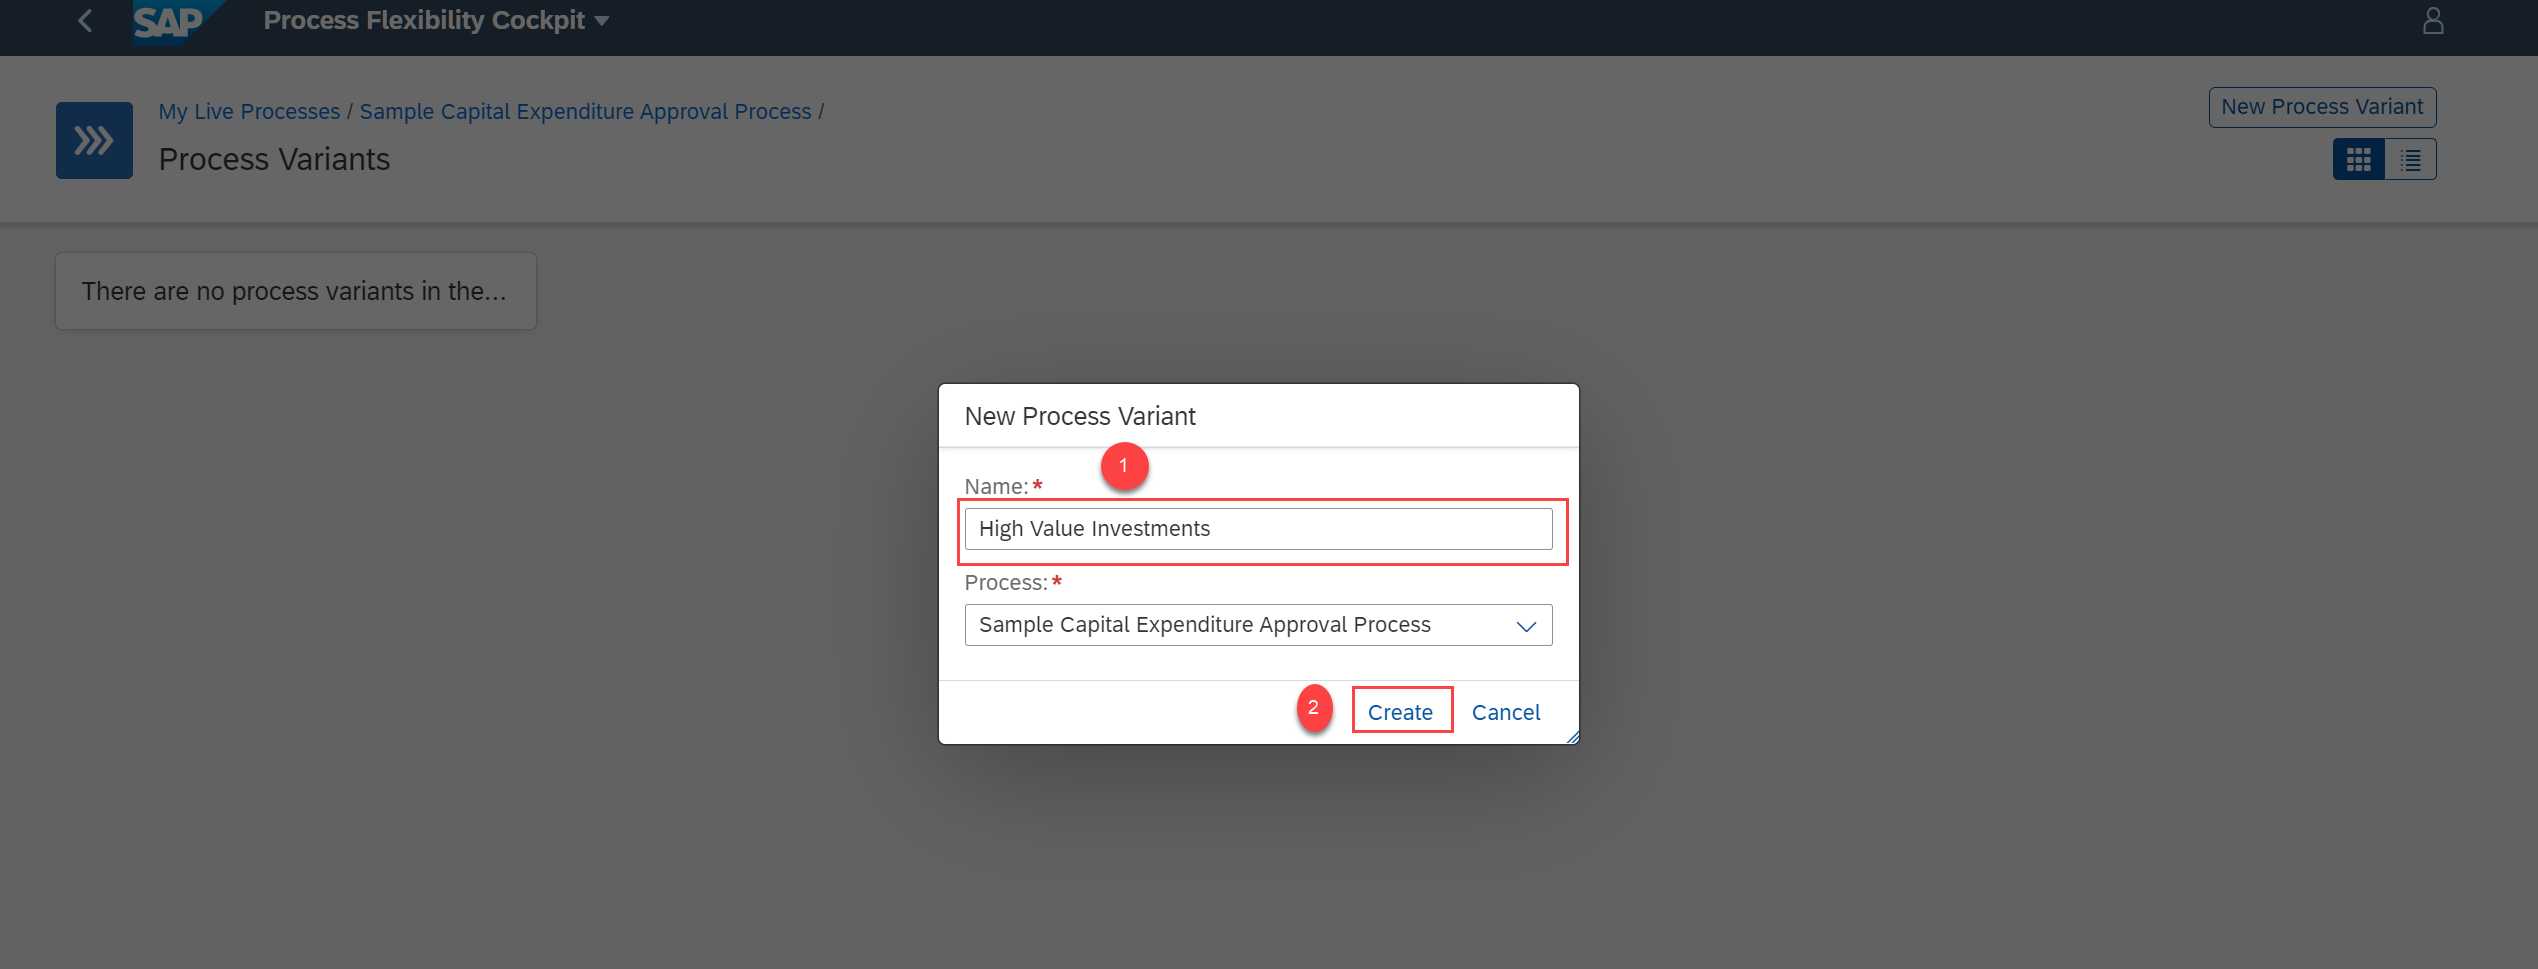 SAP
Process Flexibility Cockpit
My Live Processes / Sample Capital Expenditure Approval Process /
New Process Variant
Process Variants
There are no process variants in the...
New Process Variant
1
Name:*
High Value Investments
Process:*
Sample Capital Expenditure Approval Process
2
Create
Cancel